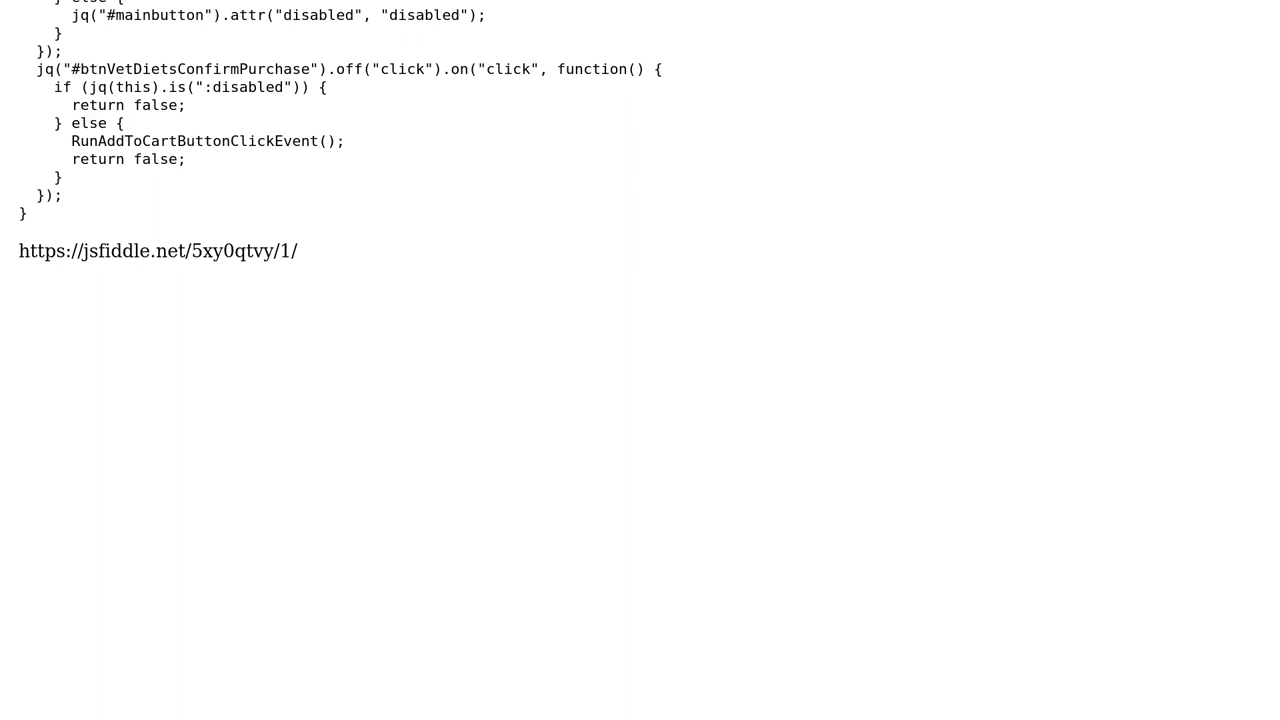 } else {
jq("#mainbutton").attr("disabled", "disabled");
}
});
jq("#btnVetDietsConfirmPurchase").off("click").on("click", function() {
if (jq(this).is(":disabled")) {
return false;
} else {
RunAddToCartButtonClickEvent();
return false;
}
});
}
https://jsfiddle.net/5xy0qtvy/1/